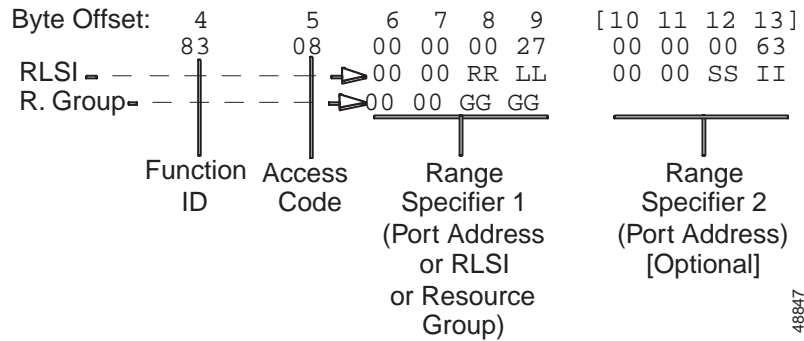 Byte Offset: 4 5 6 7 8 9 [10 11 12 13]
83 08 00 00 00 27 00 00 00 63
RLSI 00 00 RR LL 00 00 SS II
R. Group 00 00 GG GG
Function ID
Access Code
Range Specifier 1 (Port Address or RLSI or Resource Group)
Range Specifier 2 (Port Address) [Optional]
48847